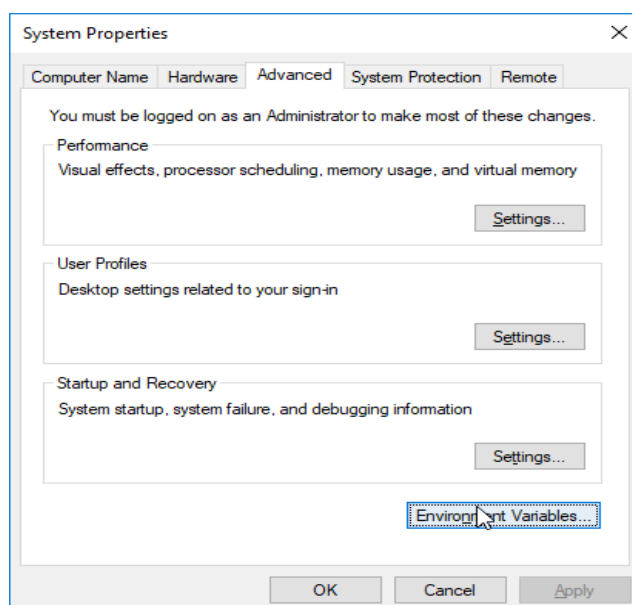 System Properties
Computer Name Hardware Advanced System Protection Remote
You must be logged on as an Administrator to make most of these changes.
Performance
Visual effects, processor scheduling, memory usage, and virtual memory
Settings...
User Profiles
Desktop settings related to your sign-in
Settings...
Startup and Recovery
System startup, system failure, and debugging information
Settings...
Environment Variables...
OK Cancel Apply